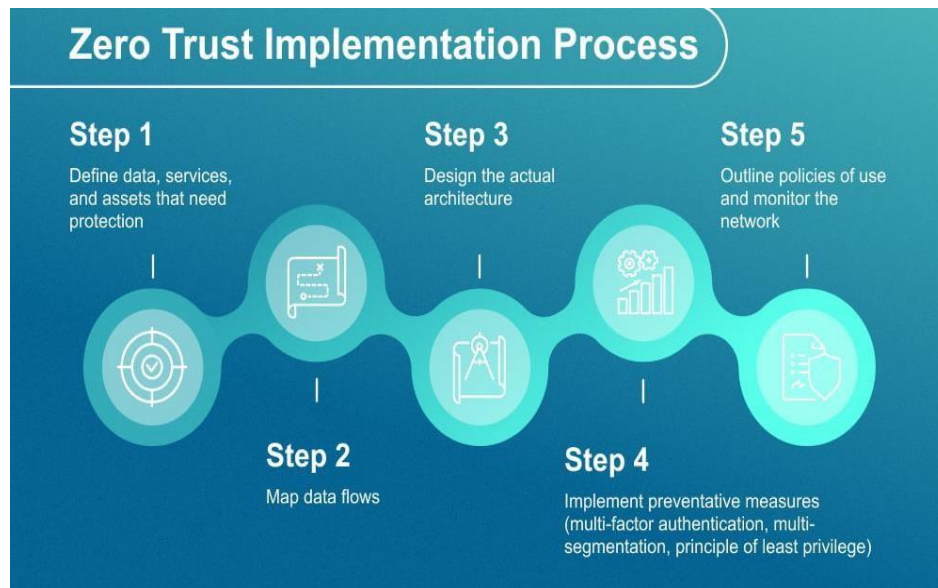 Zero Trust Implementation Process
Step 1
Define data, services,
and assets that need
protection
Step 2
Map data flows
Step 3
Design the actual
architecture
Step 4
Implement preventative measures
(multi-factor authentication, multi-
segmentation, principle of least privilege)
Step 5
Outline policies of use
and monitor the
network